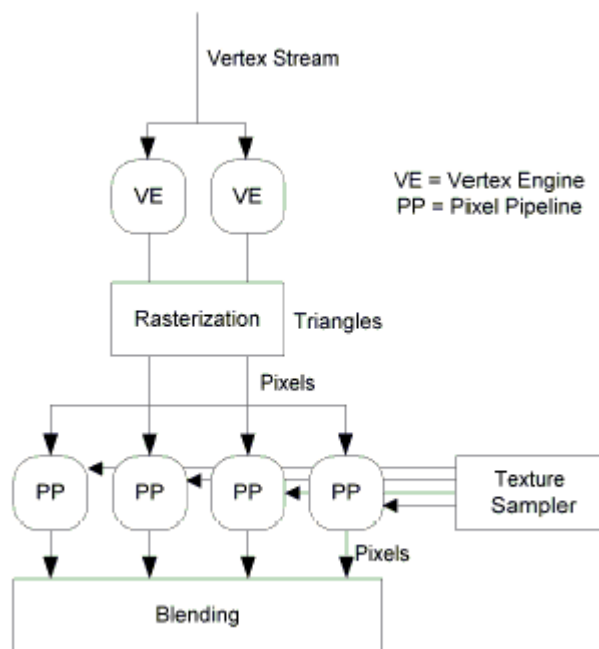 Vertex Stream
VE
VE
VE = Vertex Engine
PP = Pixel Pipeline
Rasterization
Triangles
Pixels
PP
PP
PP
PP
Texture
Sampler
Pixels
Blending